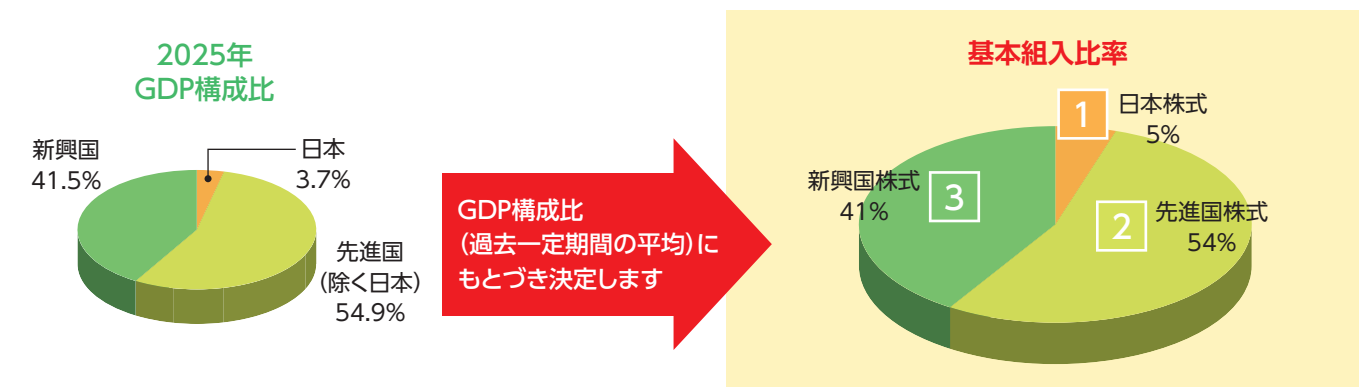 2025年
GDP構成比
新興国
41.5%
日本
3.7%
先進国
(除く日本)
54.9%
GDP構成比
(過去一定期間の平均)に
もとづき決定します
基本組入比率
1
日本株式
5%
新興国株式
41%
3
2
先進国株式
54%